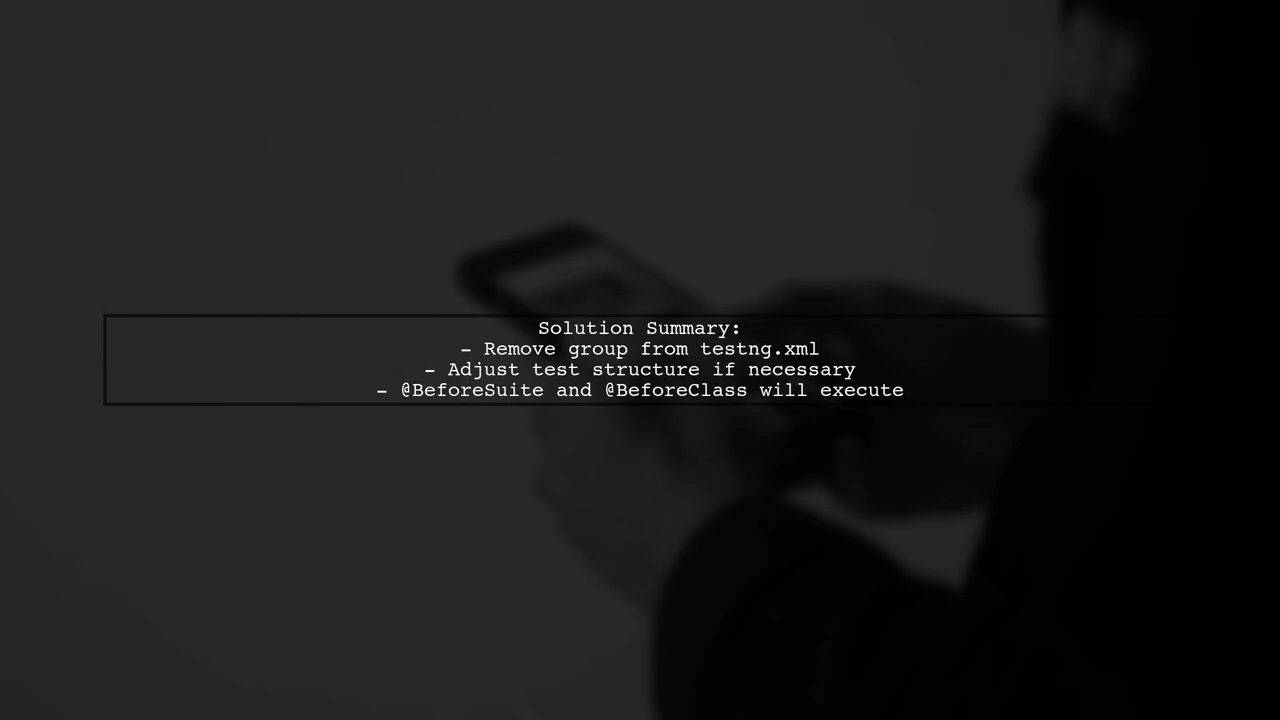 Solution Summary:
- Remove group from testng.xml
- Adjust test structure if necessary
- @BeforeSuite and @BeforeClass will execute